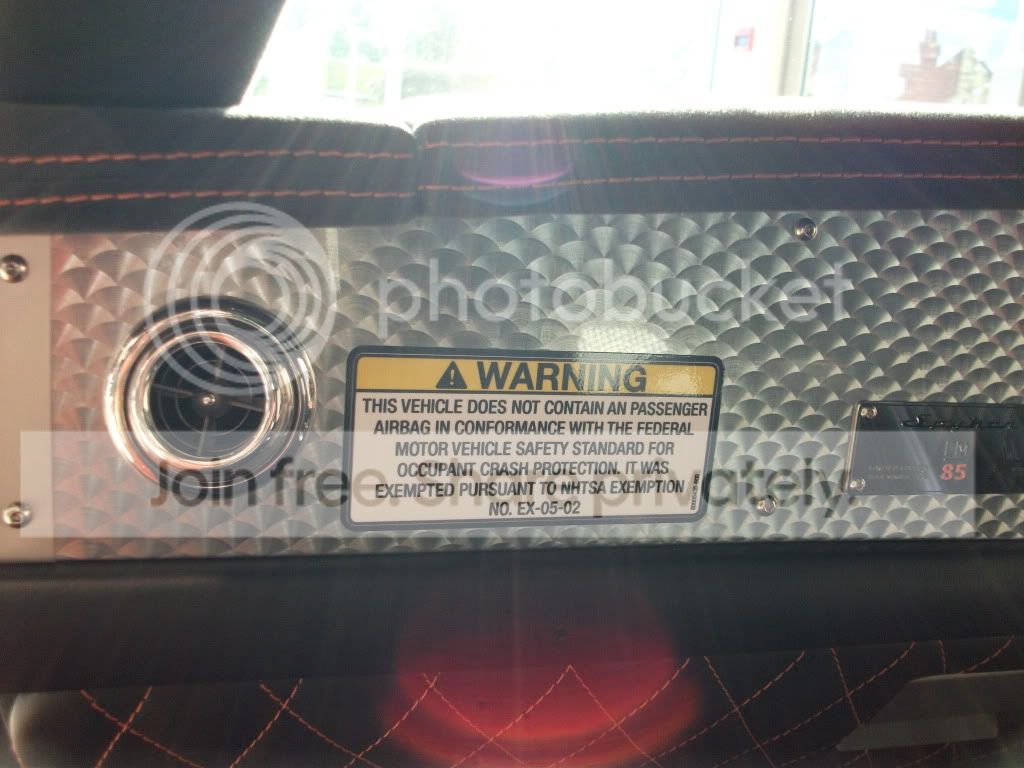 photobucket
WARNING
THIS VEHICLE DOES NOT CONTAIN AN PASSENGER
AIRBAG IN CONFORMANCE WITH THE FEDERAL
MOTOR VEHICLE SAFETY STANDARD FOR
OCCUPANT CRASH PROTECTION. IT WAS
EXEMPTED PURSUANT TO NHTSA EXEMPTION
NO. EX-05-02
Spyker
LM
85
Join free. share privately